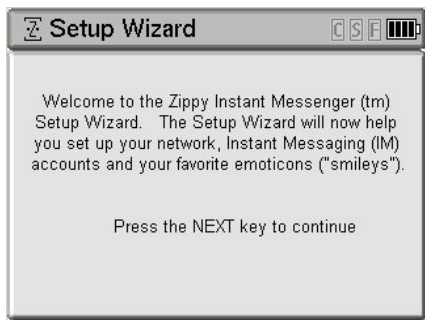 Z Setup Wizard C S F
Welcome to the Zippy Instant Messenger (tm)
Setup Wizard. The Setup Wizard will now help
you set up your network, Instant Messaging (IM)
accounts and your favorite emoticons ("smileys").
Press the NEXT key to continue